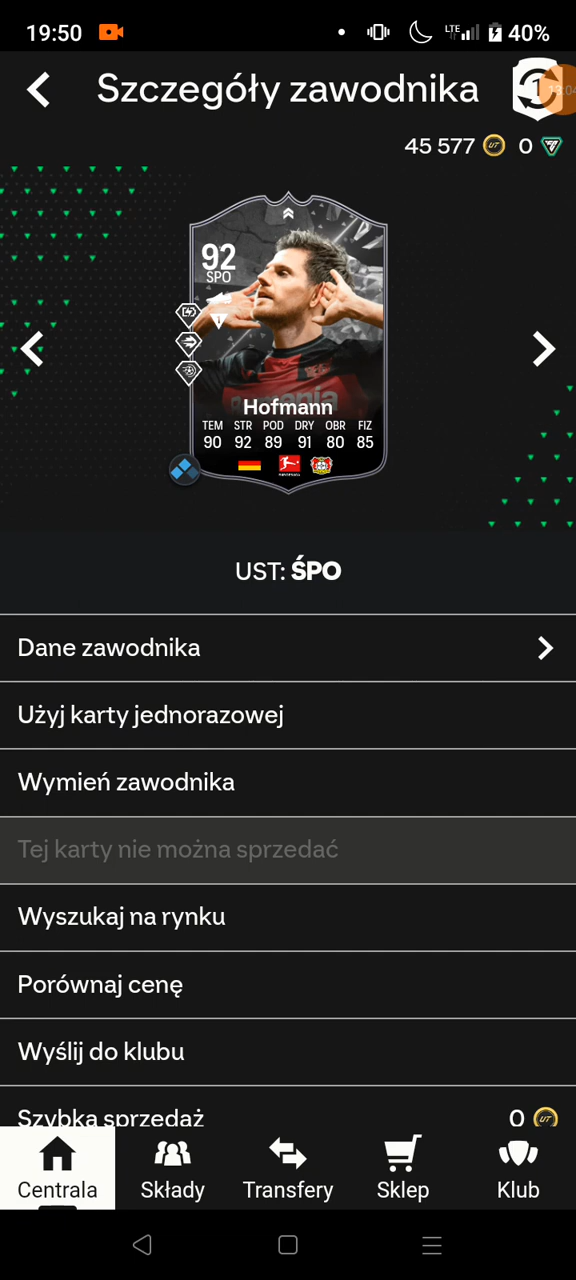 19:50
LTE
40%
Szczegóły zawodnika
1
45 577
0
92
SPO
Hofmann
TEM STR POD DRY OBR FIZ
90 92 89 91 80 85
UST: ŚPO
Dane zawodnika
Użyj karty jednorazowej
Wymień zawodnika
Tej karty nie można sprzedać
Wyszukaj na rynku
Porównaj cenę
Wyślij do klubu
Szybka sprzedaż 0
Centrala Składy Transfery Sklep Klub